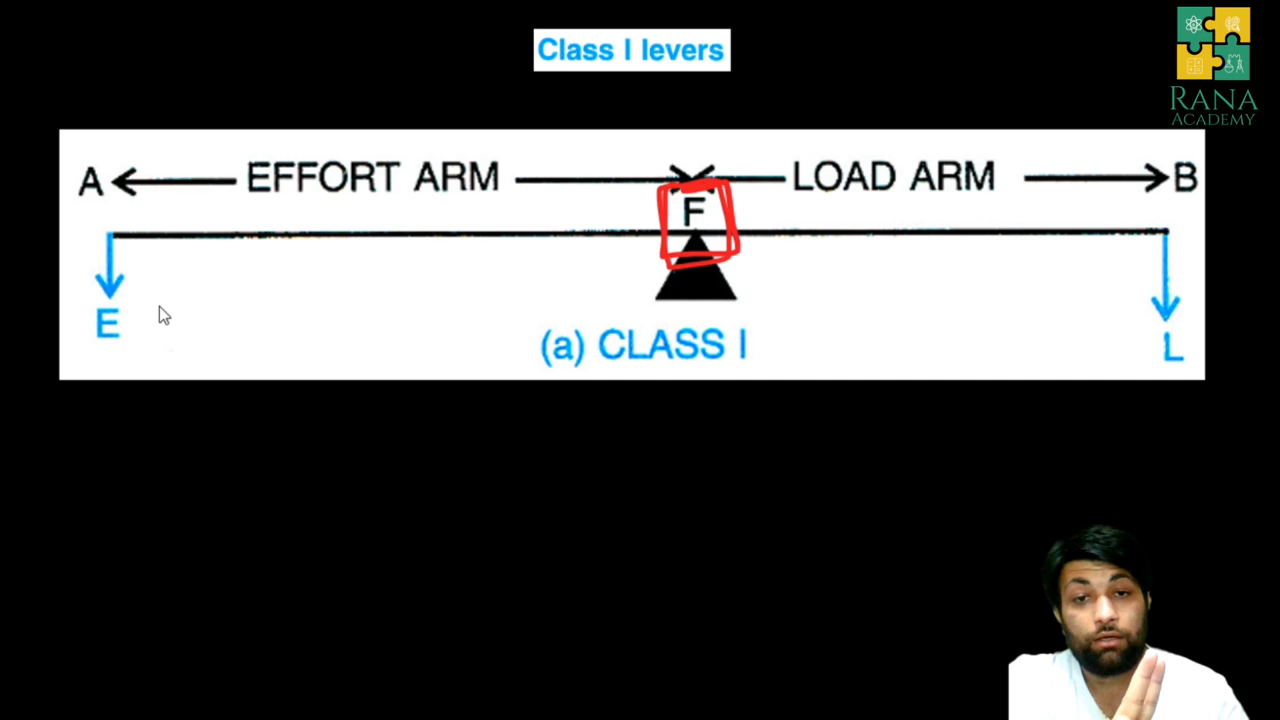 Class I levers
RANA
ACADEMY
A EFFORT ARM LOAD ARM B
F
E
(a) CLASS I
L